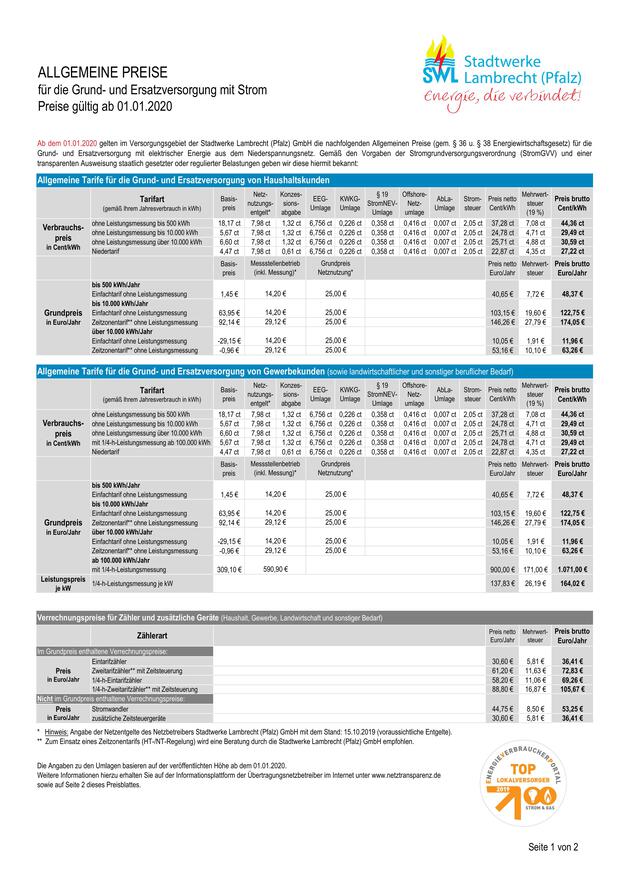 ALLGEMEINE PREISE
für die Grund- und Ersatzversorgung mit Strom
Preise gültig ab 01.01.2020
SWL
Stadtwerke
Lambrecht (Pfalz)
Energie, die verbindet!
Ab dem 01.01.2020 gelten im Versorgungsgebiet der Stadtwerke Lambrecht (Pfalz) GmbH die nachfolgenden Allgemeinen Preise (gem. § 36 u. § 38 Energiewirtschaftsgesetz) für die
Grund- und Ersatzversorgung mit elektrischer Energie aus dem Niederspannungsnetz. Gemäß den Vorgaben der Stromgrundversorgungsverordnung (StromGVV) und einer
transparenten Ausweisung staatlich gesetzter oder regulierter Belastungen geben wir diese hiermit bekannt:
Allgemeine Tarife für die Grund- und Ersatzversorgung von Haushaltskunden
Tarifart (gemäß Ihrem Jahresverbrauch in kWh) Basis-preis Netz-nutzungs-entgelt* Konzes-sions-abgabe EEG-Umlage KWKG-Umlage § 19 StromNEV-Umlage Offshore-Netz-umlage AbLa-Umlage Strom-steuer Preis netto Cent/kWh Mehrwert-steuer (19 %) Preis brutto Cent/kWh
Verbrauchs-preis in Cent/kWh
ohne Leistungsmessung bis 500 kWh 18,17 ct 7,98 ct 1,32 ct 6,756 ct 0,226 ct 0,358 ct 0,416 ct 0,007 ct 2,05 ct 37,28 ct 7,08 ct 44,36 ct
ohne Leistungsmessung bis 10.000 kWh 5,67 ct 7,98 ct 1,32 ct 6,756 ct 0,226 ct 0,358 ct 0,416 ct 0,007 ct 2,05 ct 24,78 ct 4,71 ct 29,49 ct
ohne Leistungsmessung über 10.000 kWh 6,60 ct 7,98 ct 1,32 ct 6,756 ct 0,226 ct 0,358 ct 0,416 ct 0,007 ct 2,05 ct 25,71 ct 4,88 ct 30,59 ct
Niedertarif 4,47 ct 7,98 ct 0,61 ct 6,756 ct 0,226 ct 0,358 ct 0,416 ct 0,007 ct 2,05 ct 22,87 ct 4,35 ct 27,22 ct
Basis-preis Messstellenbetrieb (inkl. Messung)* Grundpreis Netznutzung* Preis netto Euro/Jahr Mehrwert-steuer Preis brutto Euro/Jahr
Grundpreis in Euro/Jahr
bis 500 kWh/Jahr
Einfachtarif ohne Leistungsmessung 1,45 € 14,20 € 25,00 € 40,65 € 7,72 € 48,37 €
bis 10.000 kWh/Jahr
Einfachtarif ohne Leistungsmessung 63,95 € 14,20 € 25,00 € 103,15 € 19,60 € 122,75 €
Zeitzonentarif** ohne Leistungsmessung 92,14 € 29,12 € 25,00 € 146,26 € 27,79 € 174,05 €
über 10.000 kWh/Jahr
Einfachtarif ohne Leistungsmessung -29,15 € 14,20 € 25,00 € 10,05 € 1,91 € 11,96 €
Zeitzonentarif** ohne Leistungsmessung -0,96 € 29,12 € 25,00 € 53,16 € 10,10 € 63,26 €
Allgemeine Tarife für die Grund- und Ersatzversorgung von Gewerbekunden (sowie landwirtschaftlicher und sonstiger beruflicher Bedarf)
Tarifart (gemäß Ihrem Jahresverbrauch in kWh) Basis-preis Netz-nutzungs-entgelt* Konzes-sions-abgabe EEG-Umlage KWKG-Umlage § 19 StromNEV-Umlage Offshore-Netz-umlage AbLa-Umlage Strom-steuer Preis netto Cent/kWh Mehrwert-steuer (19 %) Preis brutto Cent/kWh
Verbrauchs-preis in Cent/kWh
ohne Leistungsmessung bis 500 kWh 18,17 ct 7,98 ct 1,32 ct 6,756 ct 0,226 ct 0,358 ct 0,416 ct 0,007 ct 2,05 ct 37,28 ct 7,08 ct 44,36 ct
ohne Leistungsmessung bis 10.000 kWh 5,67 ct 7,98 ct 1,32 ct 6,756 ct 0,226 ct 0,358 ct 0,416 ct 0,007 ct 2,05 ct 24,78 ct 4,71 ct 29,49 ct
ohne Leistungsmessung über 10.000 kWh 6,60 ct 7,98 ct 1,32 ct 6,756 ct 0,226 ct 0,358 ct 0,416 ct 0,007 ct 2,05 ct 25,71 ct 4,88 ct 30,59 ct
mit 1/4-h-Leistungsmessung ab 100.000 kWh 5,67 ct 7,98 ct 1,32 ct 6,756 ct 0,226 ct 0,358 ct 0,416 ct 0,007 ct 2,05 ct 24,78 ct 4,71 ct 29,49 ct
Niedertarif 4,47 ct 7,98 ct 0,61 ct 6,756 ct 0,226 ct 0,358 ct 0,416 ct 0,007 ct 2,05 ct 22,87 ct 4,35 ct 27,22 ct
Basis-preis Messstellenbetrieb (inkl. Messung)* Grundpreis Netznutzung* Preis netto Euro/Jahr Mehrwert-steuer Preis brutto Euro/Jahr
Grundpreis in Euro/Jahr
bis 500 kWh/Jahr
Einfachtarif ohne Leistungsmessung 1,45 € 14,20 € 25,00 € 40,65 € 7,72 € 48,37 €
bis 10.000 kWh/Jahr
Einfachtarif ohne Leistungsmessung 63,95 € 14,20 € 25,00 € 103,15 € 19,60 € 122,75 €
Zeitzonentarif** ohne Leistungsmessung 92,14 € 29,12 € 25,00 € 146,26 € 27,79 € 174,05 €
über 10.000 kWh/Jahr
Einfachtarif ohne Leistungsmessung -29,15 € 14,20 € 25,00 € 10,05 € 1,91 € 11,96 €
Zeitzonentarif** ohne Leistungsmessung -0,96 € 29,12 € 25,00 € 53,16 € 10,10 € 63,26 €
ab 100.000 kWh/Jahr
mit 1/4-h-Leistungsmessung 309,10 € 590,90 € 900,00 € 171,00 € 1.071,00 €
Leistungspreis je kW 1/4-h-Leistungsmessung je kW 137,83 € 26,19 € 164,02 €
Verrechnungspreise für Zähler und zusätzliche Geräte (Haushalt, Gewerbe, Landwirtschaft und sonstiger Bedarf)
Zählerart Preis netto Euro/Jahr Mehrwert-steuer Preis brutto Euro/Jahr
Im Grundpreis enthaltene Verrechnungspreise:
Preis in Euro/Jahr
Eintarifzähler 30,60 € 5,81 € 36,41 €
Zweitarifzähler** mit Zeitsteuerung 61,20 € 11,63 € 72,83 €
1/4-h-Eintarifzähler 58,20 € 11,06 € 69,26 €
1/4-h-Zweitarifzähler** mit Zeitsteuerung 88,80 € 16,87 € 105,67 €
Nicht im Grundpreis enthaltene Verrechnungspreise:
Preis in Euro/Jahr
Stromwandler 44,75 € 8,50 € 53,25 €
zusätzliche Zeitsteuergeräte 30,60 € 5,81 € 36,41 €
* Hinweis: Angabe der Netzentgelte des Netzbetreibers Stadtwerke Lambrecht (Pfalz) GmbH mit dem Stand: 15.10.2019 (voraussichtliche Entgelte).
** Zum Einsatz eines Zeitzonentarifs (HT-/NT-Regelung) wird eine Beratung durch die Stadtwerke Lambrecht (Pfalz) GmbH empfohlen.
Die Angaben zu den Umlagen basieren auf der veröffentlichten Höhe ab dem 01.01.2020.
Weitere Informationen hierzu erhalten Sie auf der Informationsplattform der Übertragungsnetzbetreiber im Internet unter www.netztransparenz.de
sowie auf Seite 2 dieses Preisblattes.
ENERGIEVERBRAUCHERPORTAL
TOP
LOKALVERSORGER
2019
STROM & GAS
Seite 1 von 2